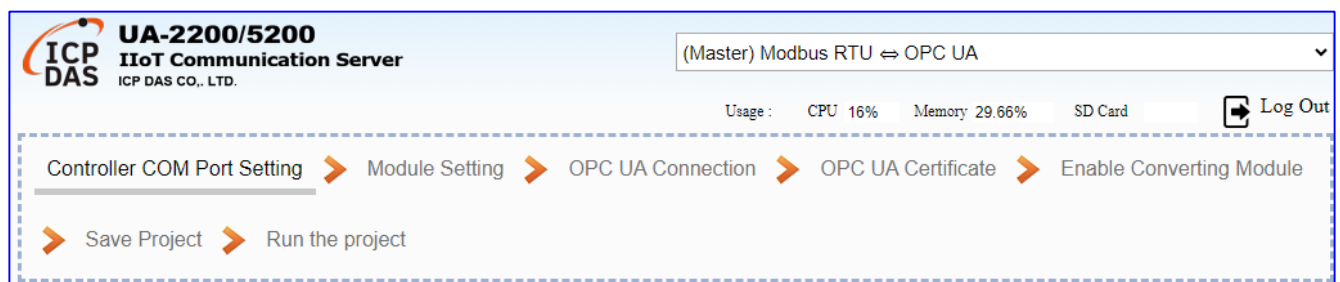 ICP DAS
UA-2200/5200
IIoT Communication Server
ICP DAS CO,. LTD.
(Master) Modbus RTU ⇔ OPC UA
Usage : CPU 16% Memory 29.66% SD Card Log Out
Controller COM Port Setting Module Setting OPC UA Connection OPC UA Certificate Enable Converting Module
Save Project Run the project